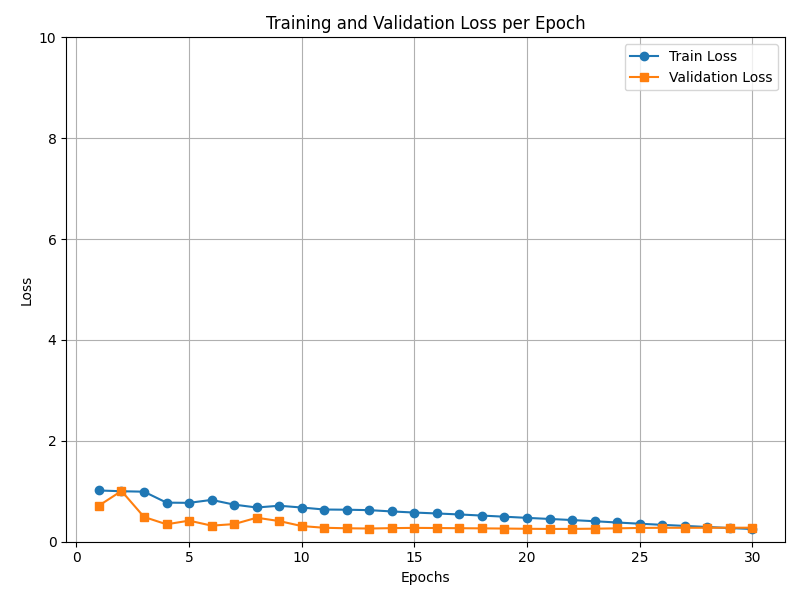 Training and Validation Loss per Epoch
Train Loss
Validation Loss
10
8
6
4
2
0
Loss
0 5 10 15 20 25 30
Epochs